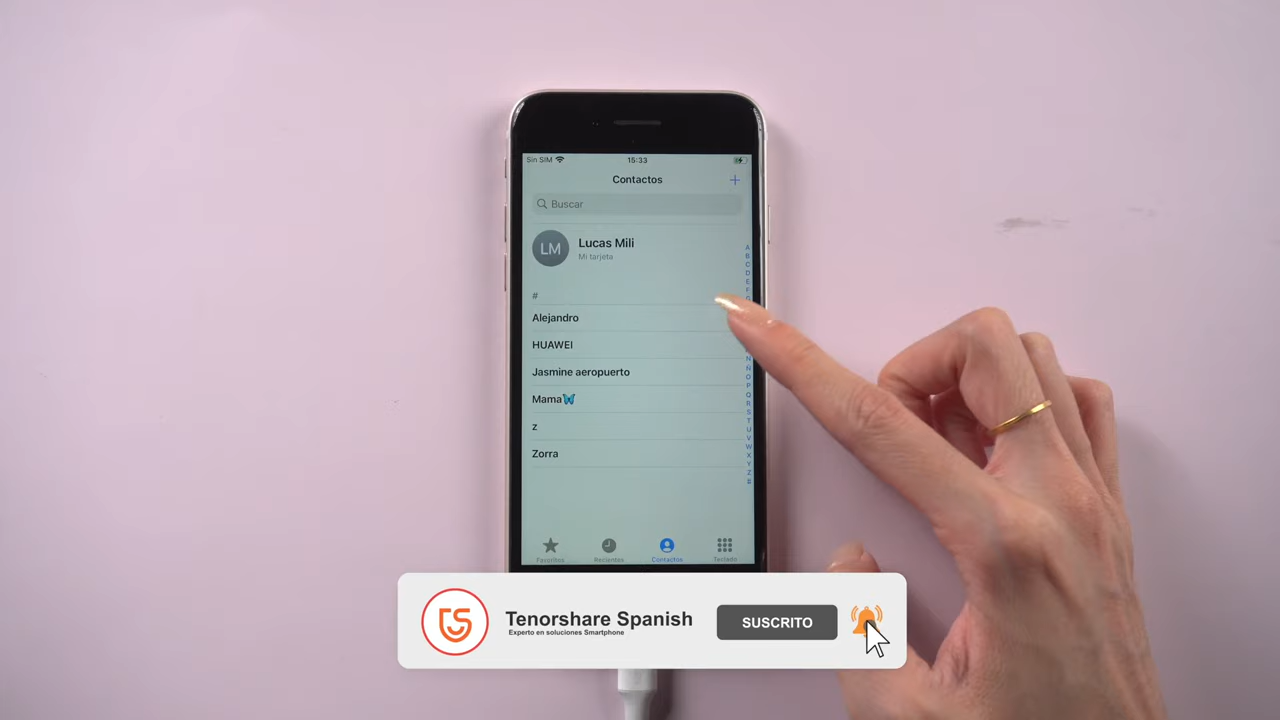 Sin SIM 15:33
Contactos +
Buscar
LM Lucas Mili
Mi tarjeta
#
Alejandro
HUAWEI
Jasmine aeropuerto
Mama🦋
z
Zorra
A
B
C
D
E
F
G
N
Ñ
O
P
Q
R
S
T
U
V
W
X
Y
Z
#
Favoritos Recientes Contactos Teclado
Tenorshare Spanish
Experto en soluciones Smartphone
SUSCRITO